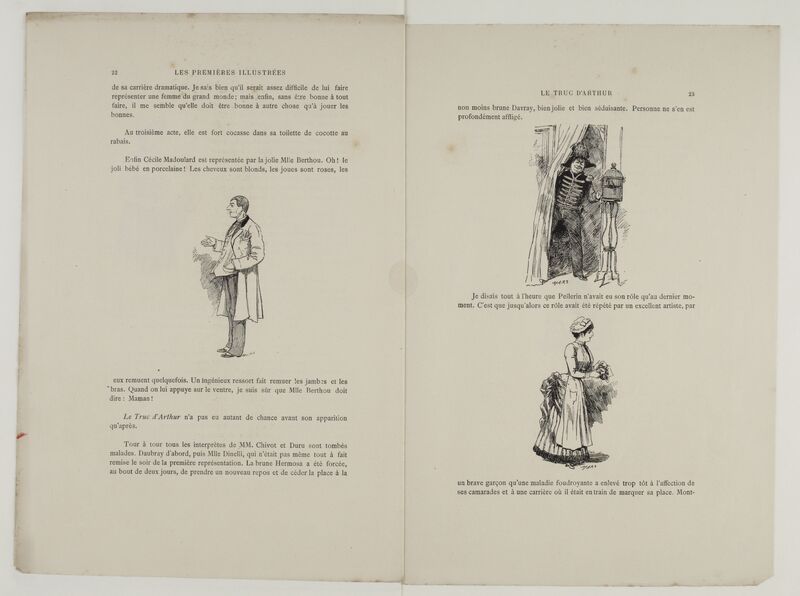 22
LES PREMIÈRES ILLUSTRÉES
de sa carrière dramatique. Je sais bien qu'il serait assez difficile de lui faire
représenter une femme du grand monde; mais enfin, sans être bonne à tout
faire, il me semble qu'elle doit être bonne à autre chose qu'à jouer les
bonnes.
Au troisième acte, elle est fort cocasse dans sa toilette de cocotte au
rabais.
Enfin Cécile Madoulard est représentée par la jolie Mlle Berthou. Oh! le
joli bébé en porcelaine! Les cheveux sont blonds, les joues sont roses, les
eux remuent quelquefois. Un ingénieux ressort fait remuer les jambes et les
bras. Quand on lui appuye sur le ventre, je suis sûr que Mlle Berthou doit
dire: Maman!
Le Truc d'Arthur n'a pas eu autant de chance avant son apparition
qu'après.
Tour à tour tous les interprètes de MM. Chivot et Duru sont tombés
malades. Daubray d'abord, puis Mlle Dinelli, qui n'était pas même tout à fait
remise le soir de la première représentation. La brune Hermosa a été forcée,
au bout de deux jours, de prendre un nouveau repos et de céder la place à la
LE TRUC D'ARTHUR
23
non moins brune Davray, bien jolie et bien séduisante. Personne ne s'en est
profondément affligé.
Je disais tout à l'heure que Pellerin n'avait eu son rôle qu'au dernier mo-
ment. C'est que jusqu'alors ce rôle avait été répété par un excellent artiste, par
un brave garçon qu'une maladie foudroyante a enlevé trop tôt à l'affection de
ses camarades et à une carrière où il était en train de marquer sa place. Mont-